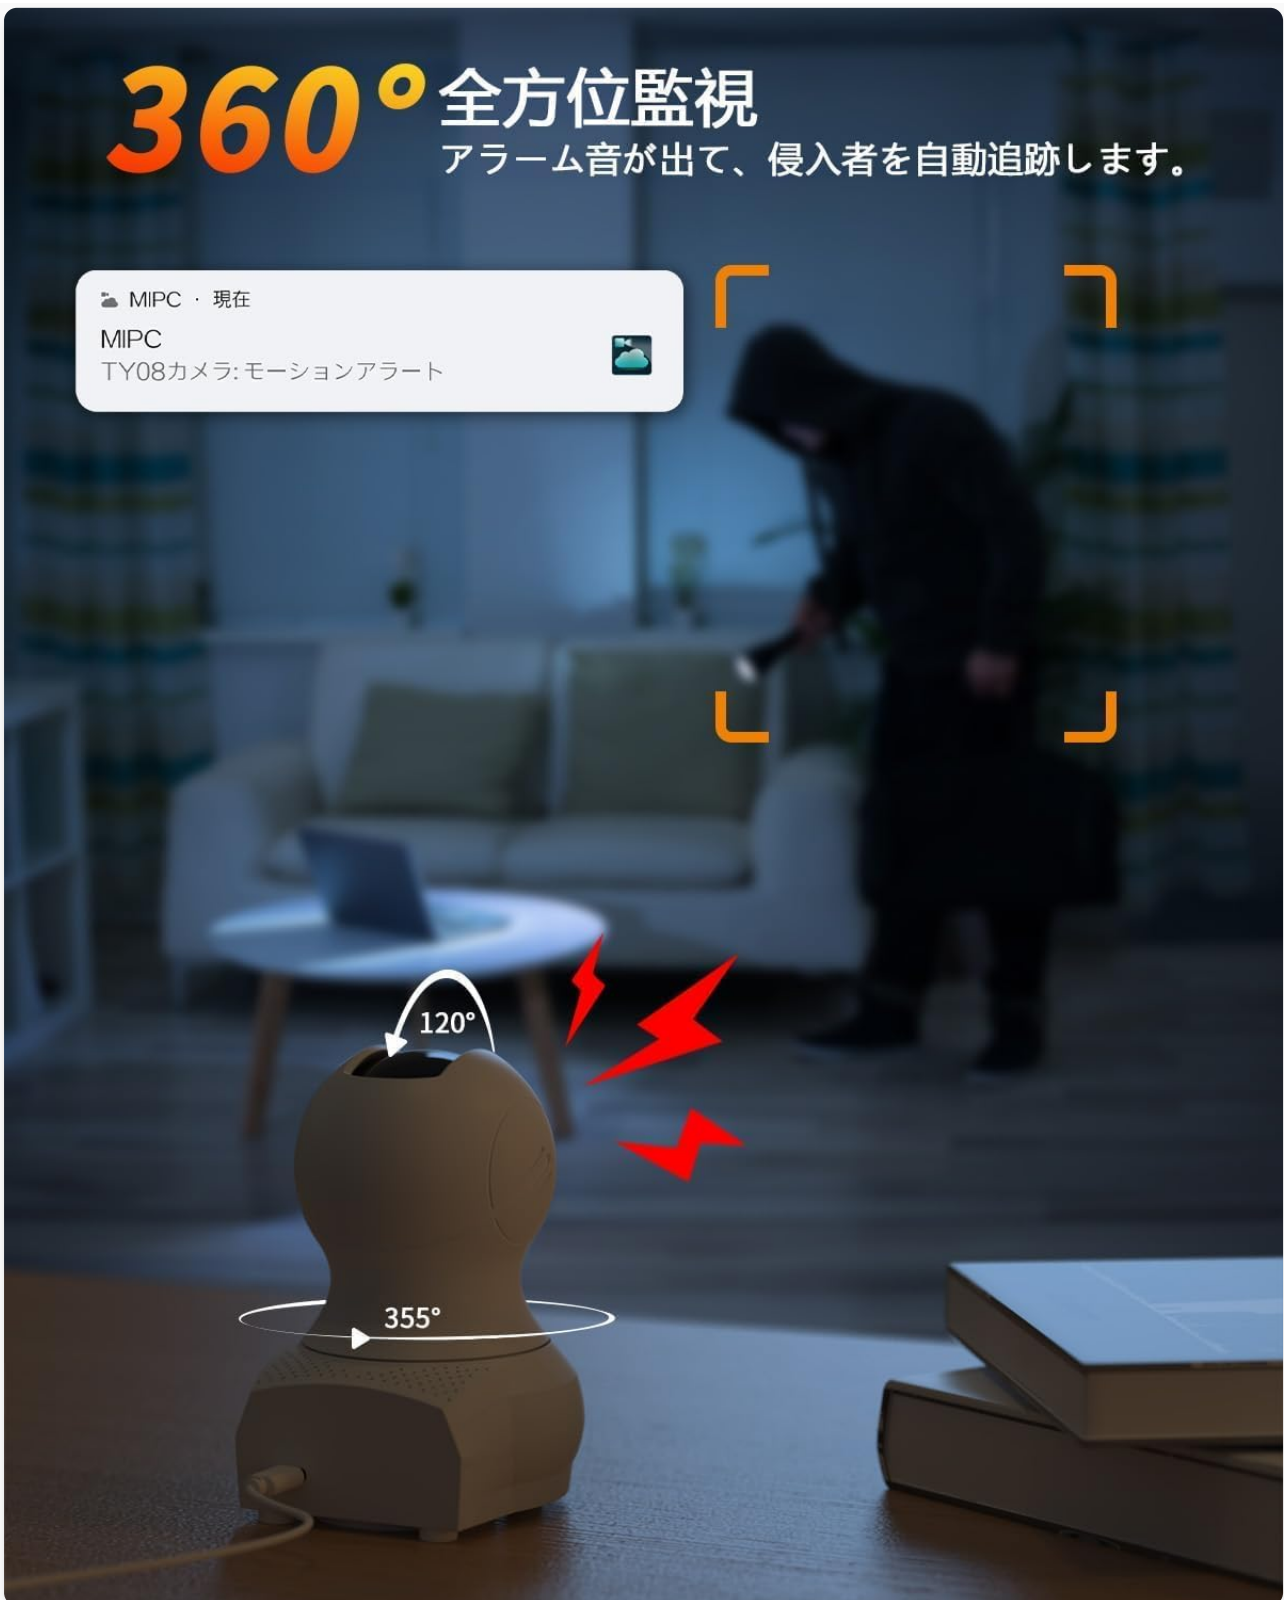 360° 全方位監視
アラーム音が出て、侵入者を自動追跡します。
MIPC · 現在
MIPC
TY08カメラ: モーションアラート
120°
355°